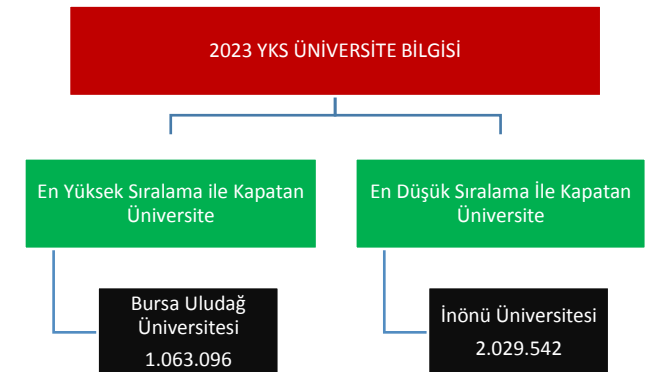 2023 YKS ÜNİVERSİTE BİLGİSİ
En Yüksek Sıralama ile Kapatan
Üniversite
En Düşük Sıralama İle Kapatan
Üniversite
Bursa Uludağ
Üniversitesi
1.063.096
İnönü Üniversitesi
2.029.542